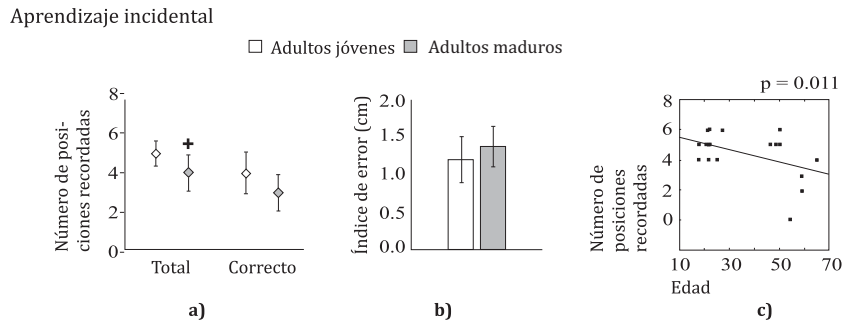 Aprendizaje incidental
Adultos jóvenes Adultos maduros
Número de posi-
ciones recordadas
8
6
4
2
0
+
Total Correcto
a)
Índice de error (cm)
2.0
1.5
1.0
0.5
0.0
b)
p = 0.011
Número de
posiciones
recordadas
8
6
4
2
0
10 30 50 70
Edad
c)